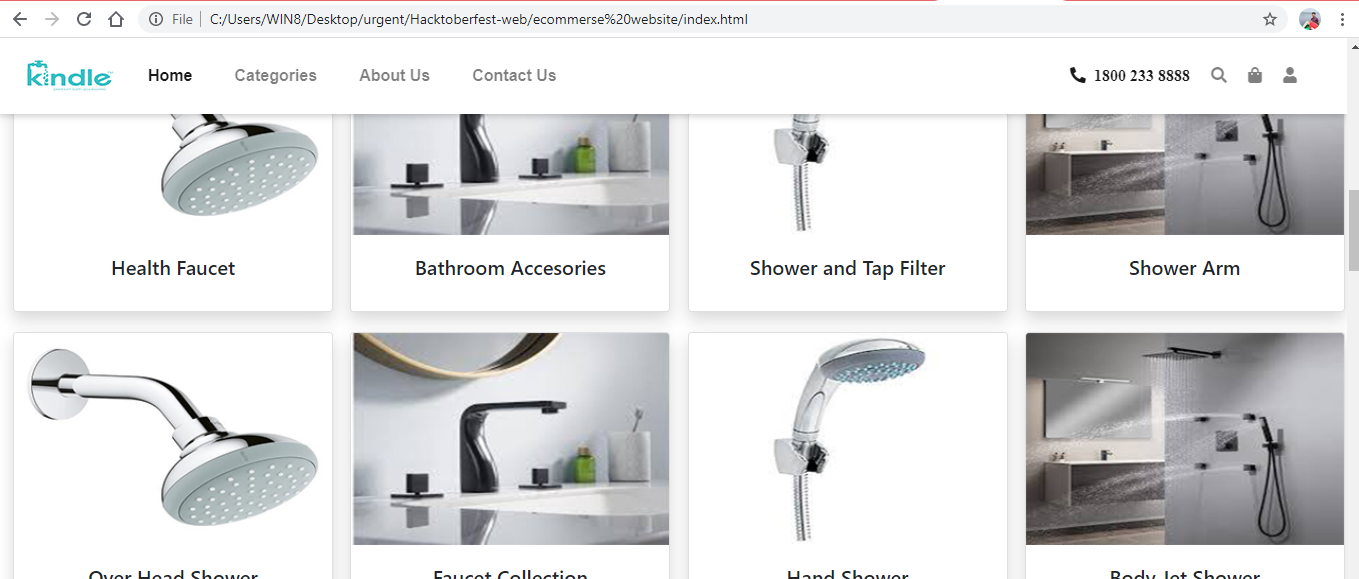 File
C:/Users/WIN8/Desktop/urgent/Hacktoberfest-web/ecommerse%20website/index.html
kindle
Home
Categories
About Us
Contact Us
1800 233 8888
Health Faucet
Bathroom Accesories
Shower and Tap Filter
Shower Arm
Over Head Shower
Faucet Collection
Hand Shower
Body Jet Shower